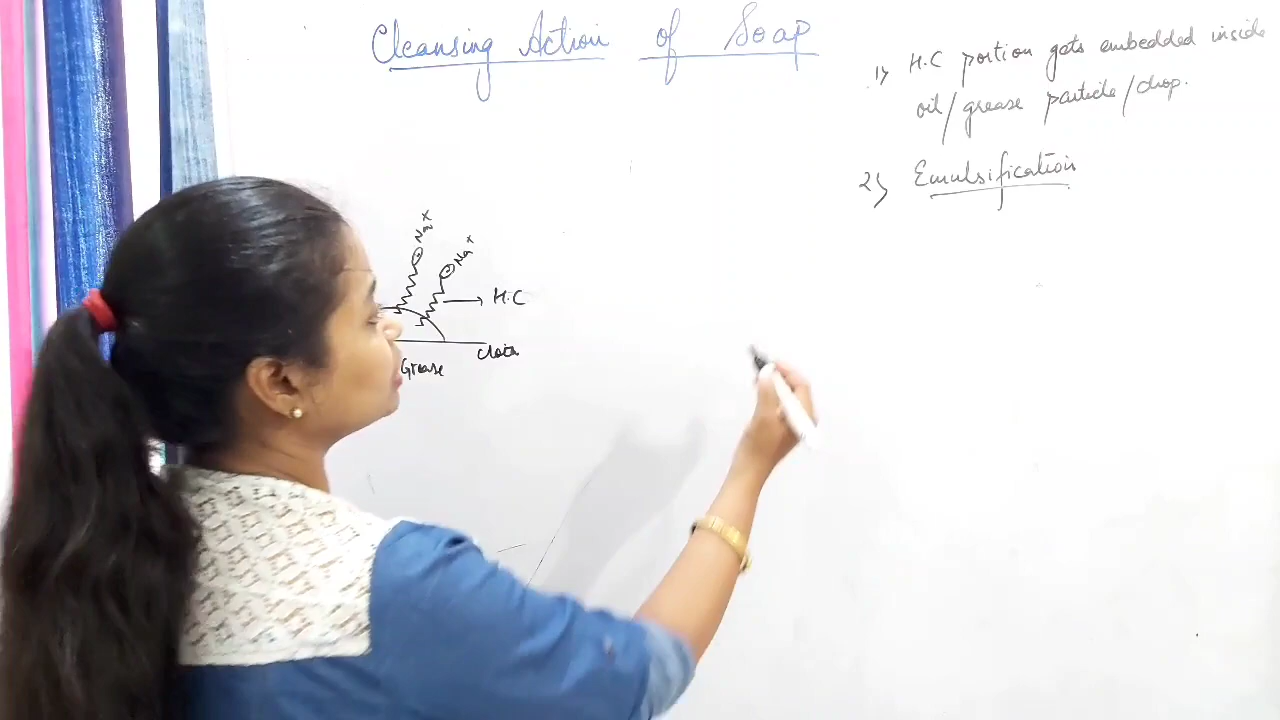 Cleansing Action of Soap
1) H.C portion gets embedded inside
oil/grease particle/drop.
2) Emulsification
Na+
Na+
H.C
Cloth
Grease